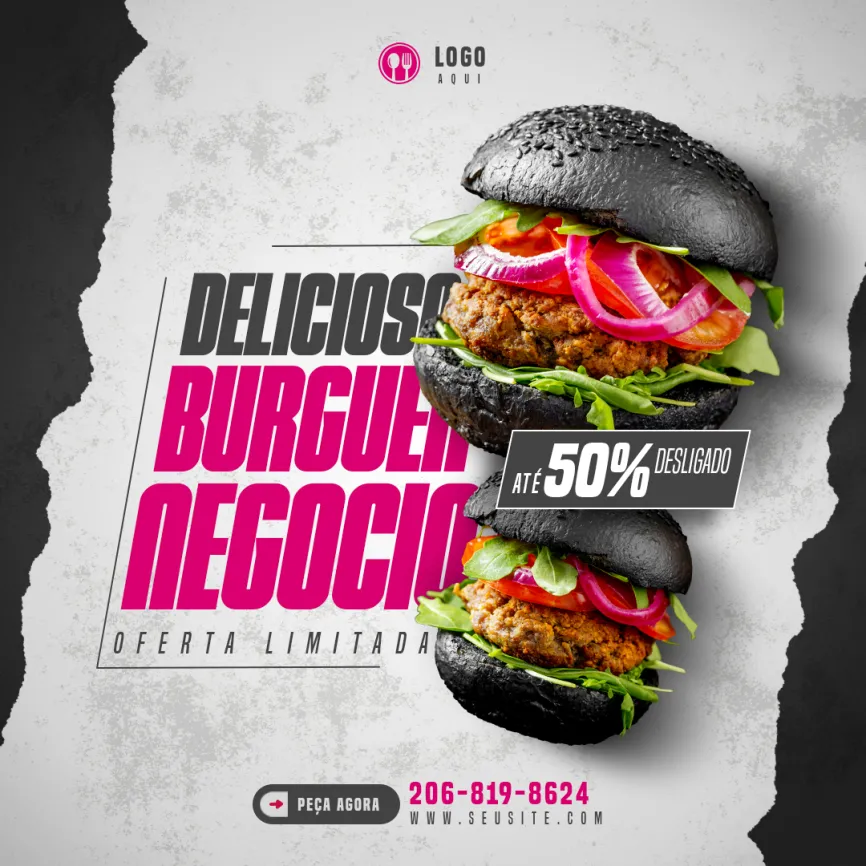 LOGO
AQUI
DELICIOSO
BURGUER
NEGOCIO
OFERTA LIMITADA
ATÉ 50% DESLIGADO
PEÇA AGORA
206-819-8624
WWW.SEUSITE.COM